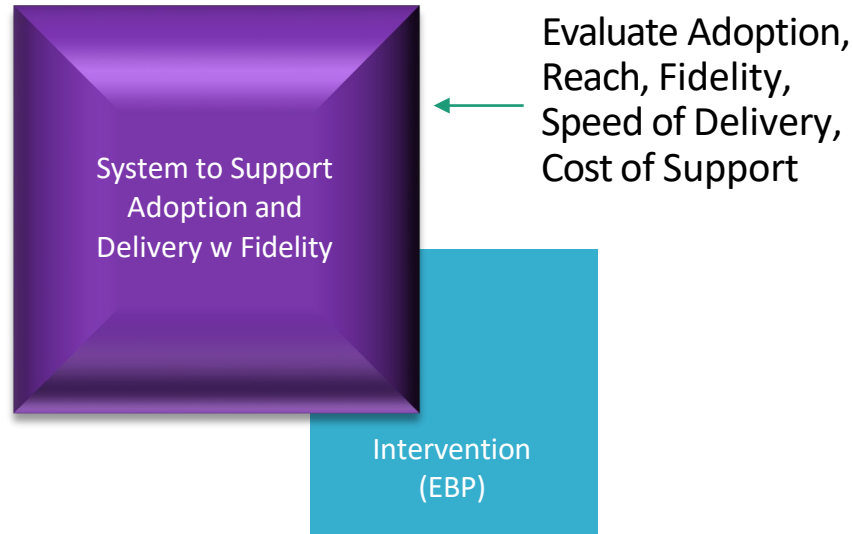 Evaluate Adoption,
Reach, Fidelity,
Speed of Delivery,
Cost of Support
System to Support
Adoption and
Delivery w Fidelity
Intervention
(EBP)